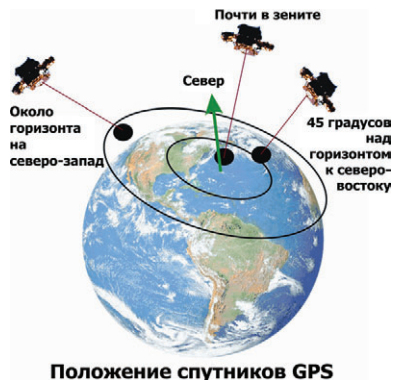 Почти в зените
Север
Около
горизонта
на
северо-запад
45 градусов
над
горизонтом
к северо-
востоку
Положение спутников GPS